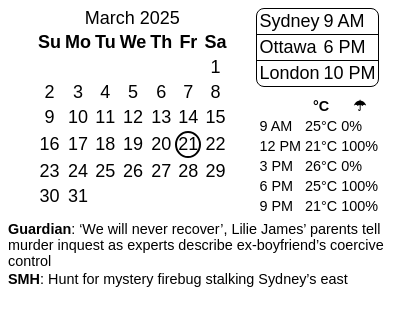 March 2025
Su Mo Tu We Th Fr Sa
1
2 3 4 5 6 7 8
9 10 11 12 13 14 15
16 17 18 19 20 21 22
23 24 25 26 27 28 29
30 31
Sydney 9 AM
Ottawa 6 PM
London 10 PM
°C ☂
9 AM 25°C 0%
12 PM 21°C 100%
3 PM 26°C 0%
6 PM 25°C 100%
9 PM 21°C 100%
Guardian: ‘We will never recover’, Lilie James’ parents tell
murder inquest as experts describe ex-boyfriend’s coercive
control
SMH: Hunt for mystery firebug stalking Sydney’s east